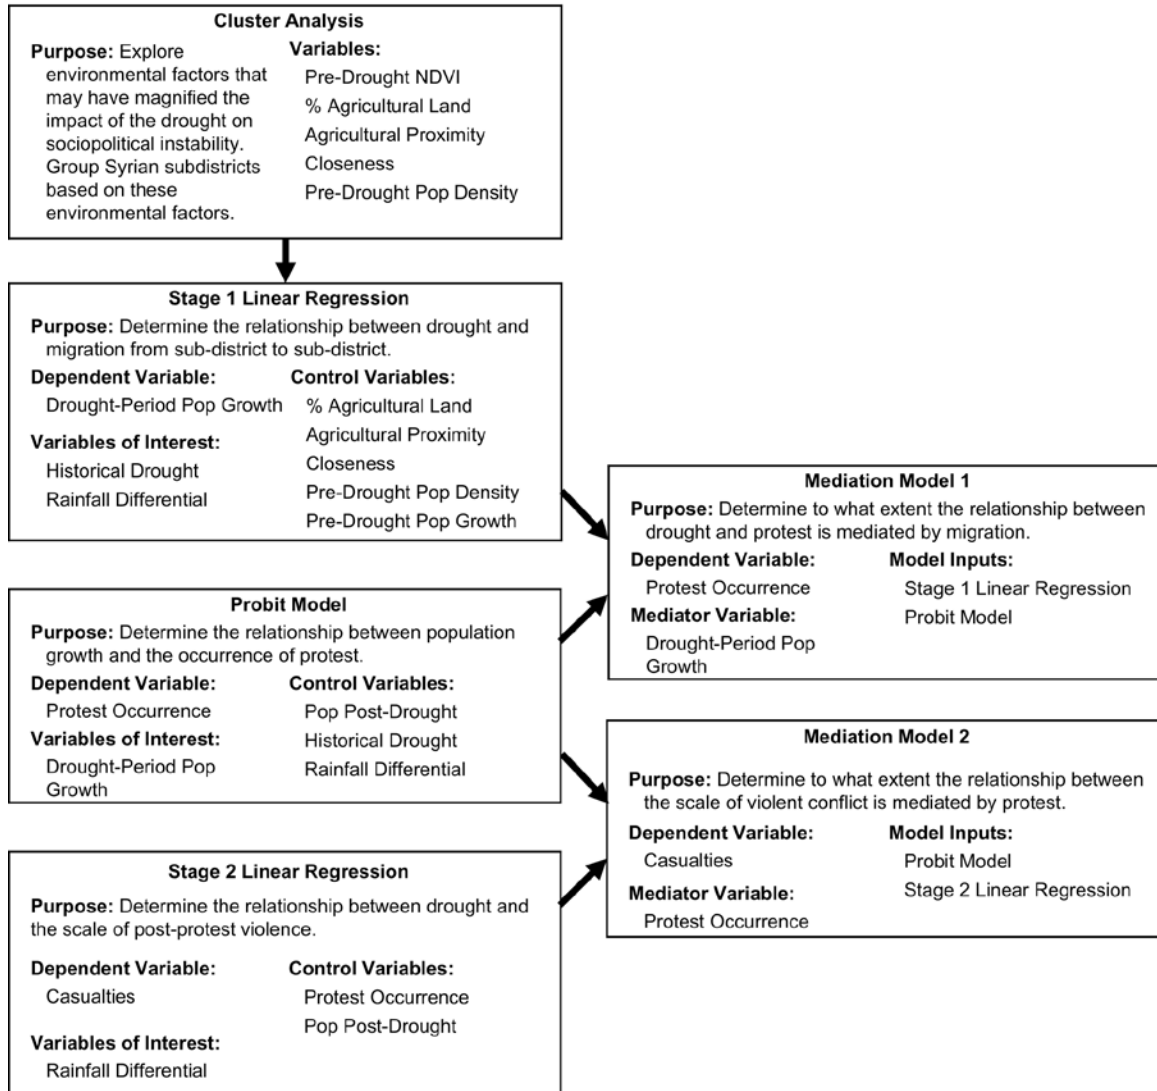 Cluster Analysis
Purpose: Explore
environmental factors that
may have magnified the
impact of the drought on
sociopolitical instability.
Group Syrian subdistricts
based on these
environmental factors.
Variables:
Pre-Drought NDVI
% Agricultural Land
Agricultural Proximity
Closeness
Pre-Drought Pop Density
Stage 1 Linear Regression
Purpose: Determine the relationship between drought and
migration from sub-district to sub-district.
Dependent Variable:
Drought-Period Pop Growth
Variables of Interest:
Historical Drought
Rainfall Differential
Control Variables:
% Agricultural Land
Agricultural Proximity
Closeness
Pre-Drought Pop Density
Pre-Drought Pop Growth
Probit Model
Purpose: Determine the relationship between population
growth and the occurrence of protest.
Dependent Variable:
Protest Occurrence
Variables of Interest:
Drought-Period Pop
Growth
Control Variables:
Pop Post-Drought
Historical Drought
Rainfall Differential
Stage 2 Linear Regression
Purpose: Determine the relationship between drought and
the scale of post-protest violence.
Dependent Variable:
Casualties
Variables of Interest:
Rainfall Differential
Control Variables:
Protest Occurrence
Pop Post-Drought
Mediation Model 1
Purpose: Determine to what extent the relationship between
drought and protest is mediated by migration.
Dependent Variable:
Protest Occurrence
Mediator Variable:
Drought-Period Pop
Growth
Model Inputs:
Stage 1 Linear Regression
Probit Model
Mediation Model 2
Purpose: Determine to what extent the relationship between
the scale of violent conflict is mediated by protest.
Dependent Variable:
Casualties
Mediator Variable:
Protest Occurrence
Model Inputs:
Probit Model
Stage 2 Linear Regression